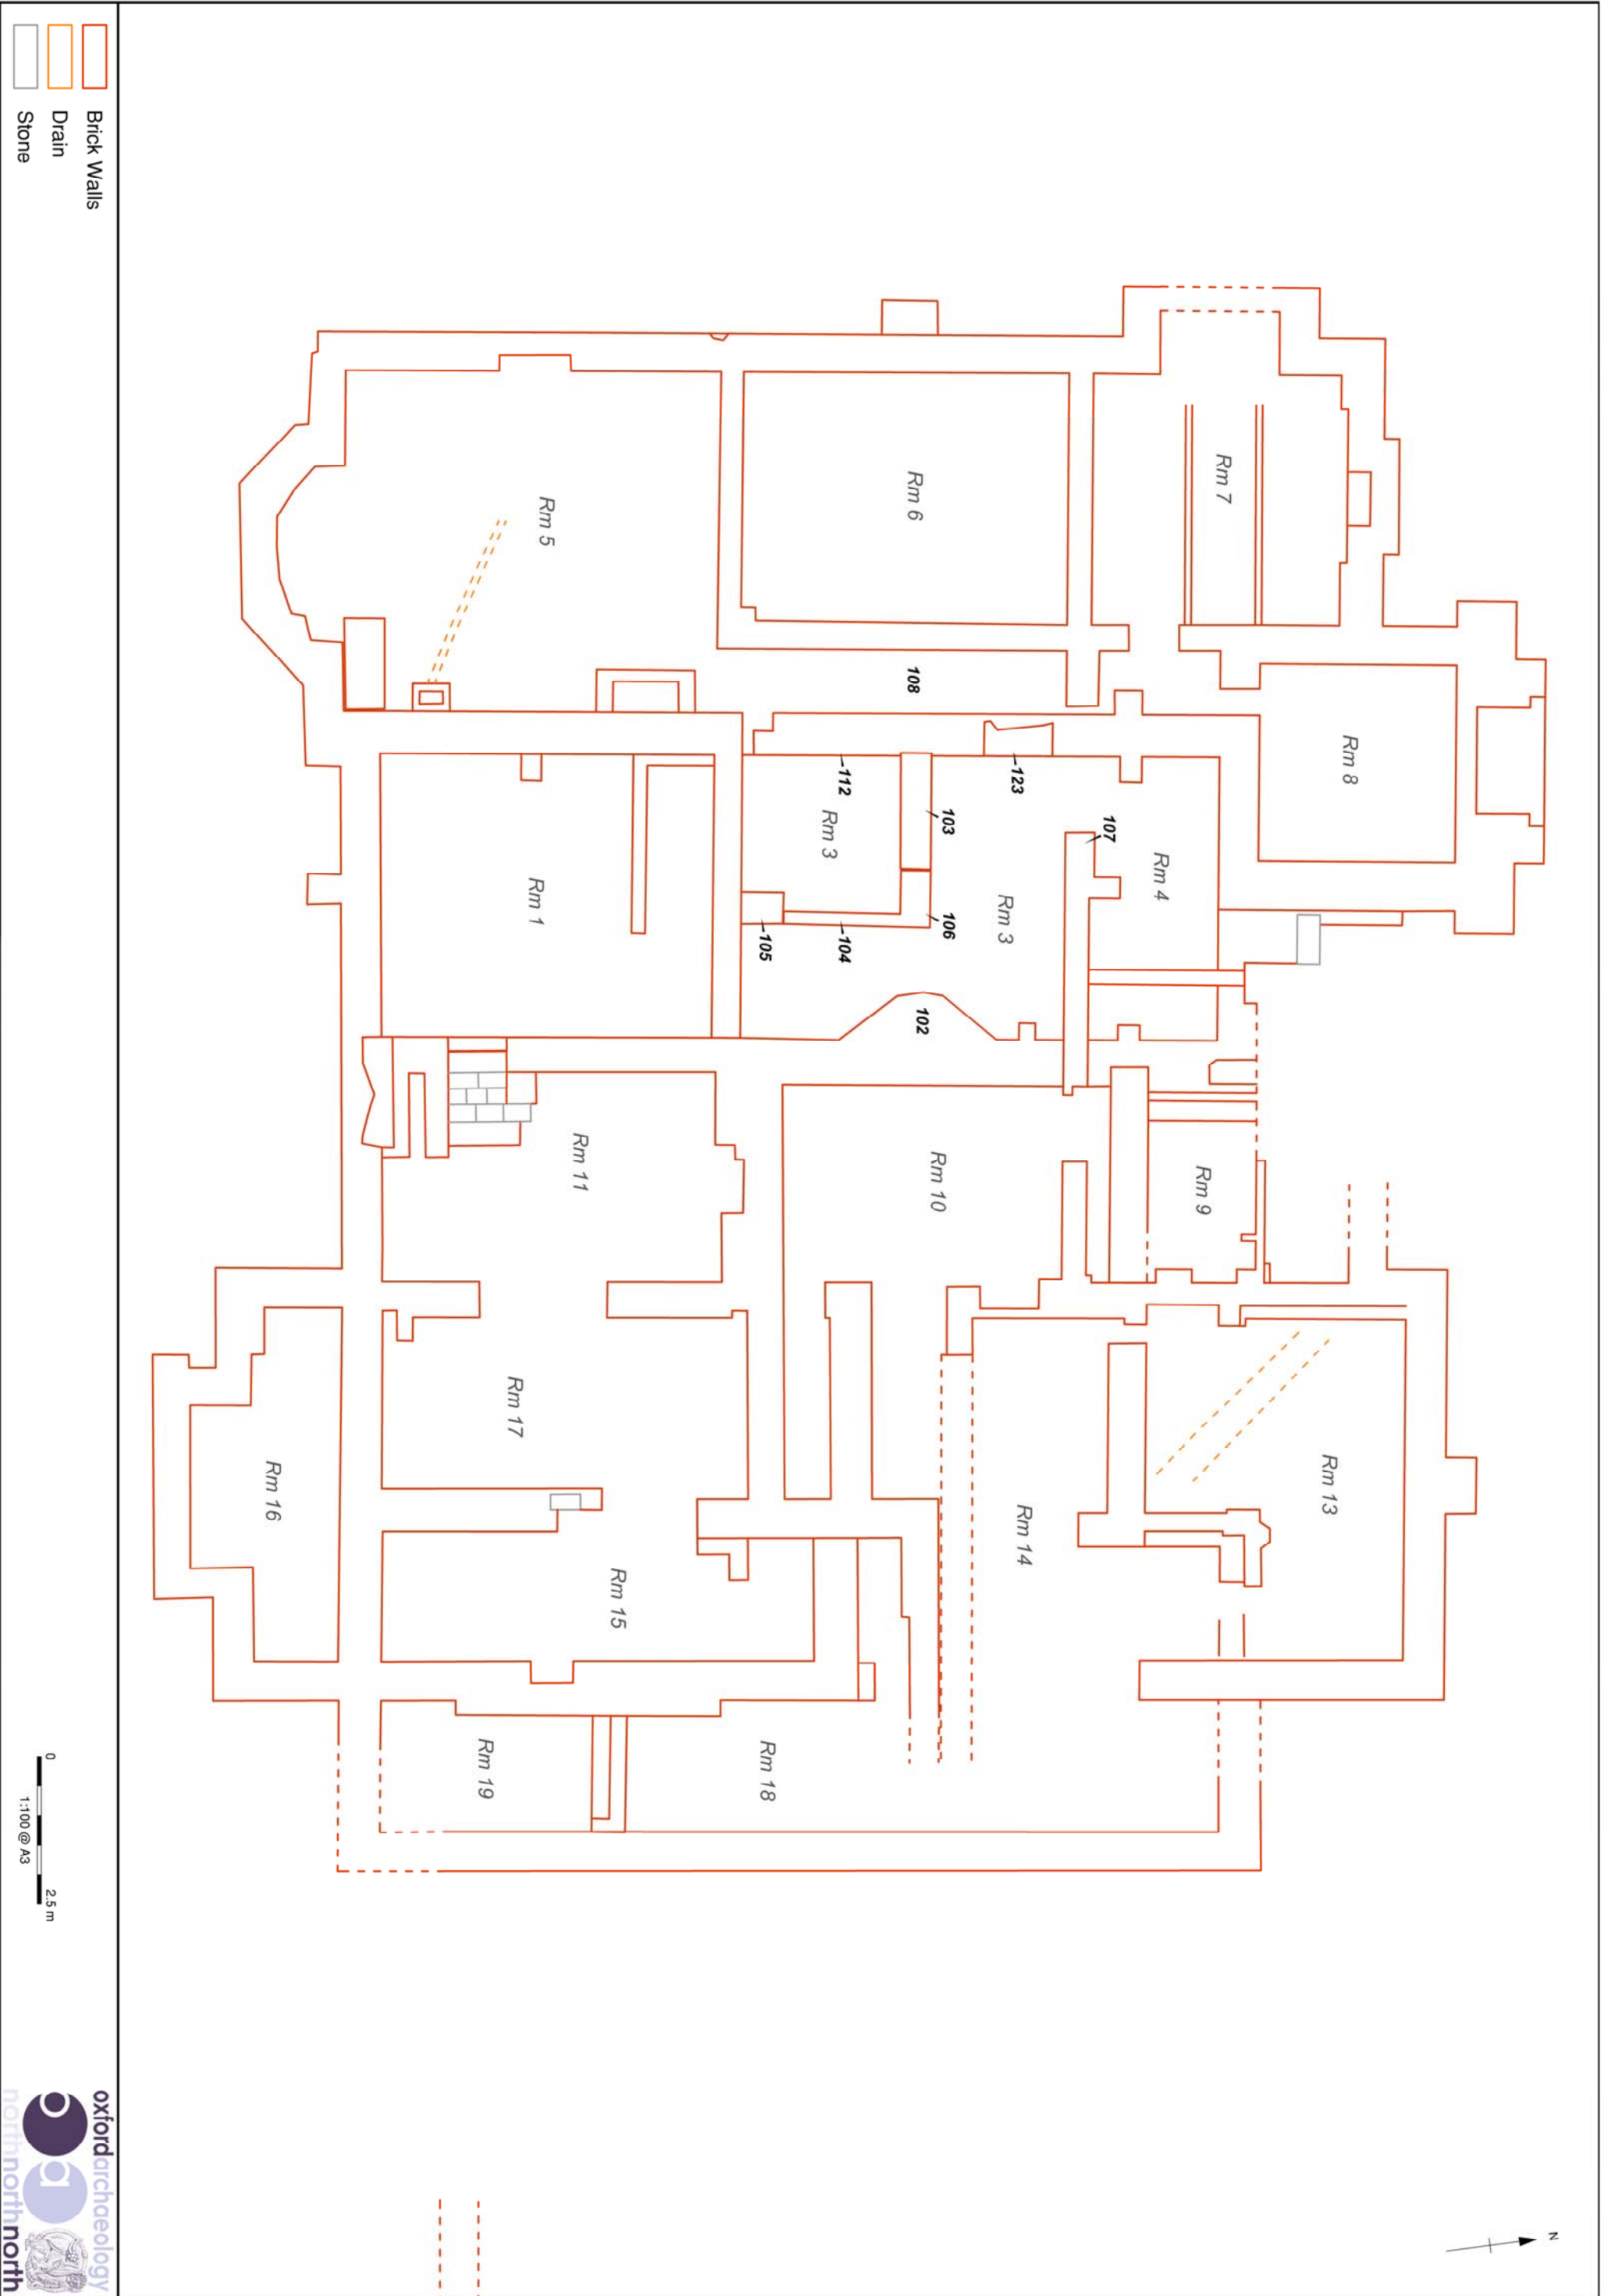 Rm 7
Rm 8
Rm 6
108
Rm 5
123
112
103
107
Rm 3
Rm 4
Rm 1
Rm 3
106
105
104
102
Rm 11
Rm 10
Rm 9
Rm 17
Rm 16
Rm 13
Rm 14
Rm 15
Rm 19
Rm 18
N
Brick Walls
Drain
Stone
0 2.5 m
1:100 @ A3
oxfordarchaeology
northnorthnorth